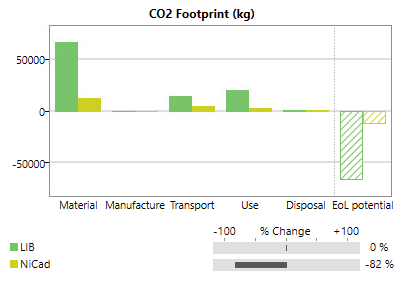 CO2 Footprint (kg)
50000
0
-50000
Material Manufacture Transport Use Disposal EoL potential
-100 % Change +100
LIB 0 %
NiCad -82 %